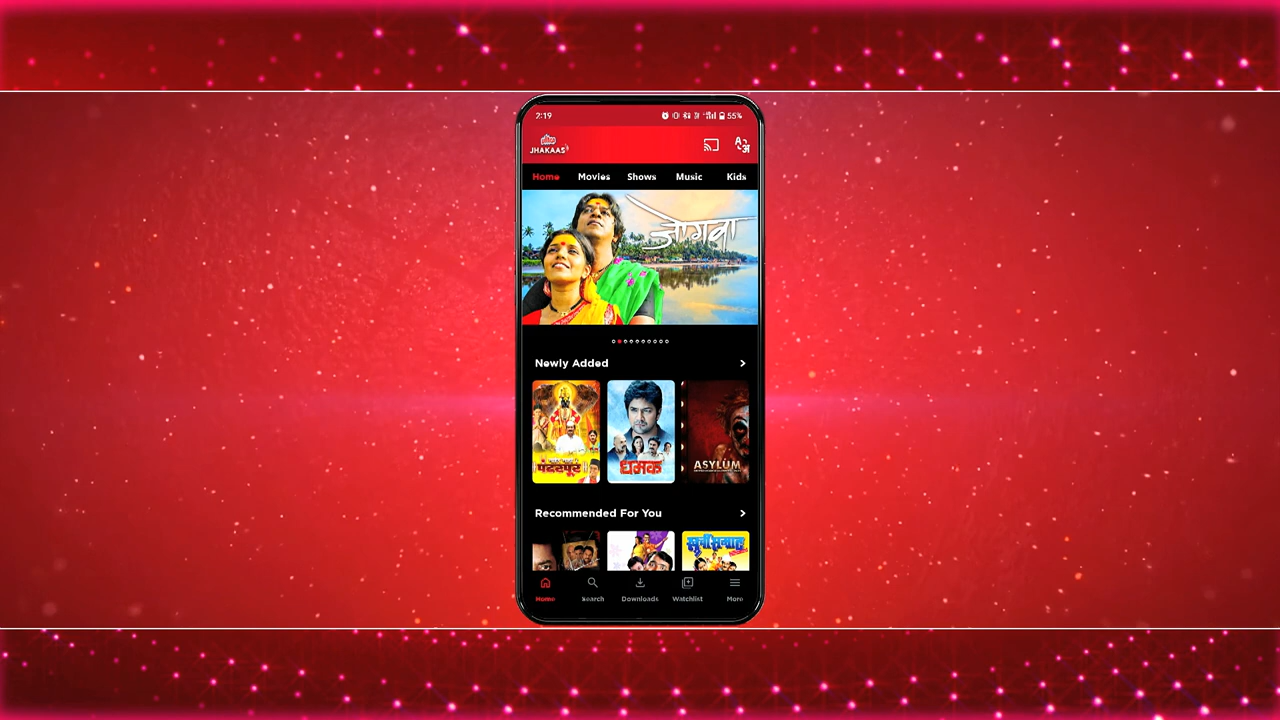 2:19 55%
JHAKAAS
A अ
Home Movies Shows Music Kids
जोगवा
Newly Added
पंढरपूर धमक ASYLUM
Recommended For You
Home Search Downloads Watchlist More